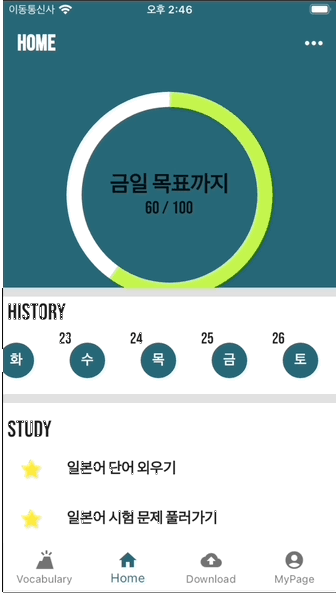 이동통신사 오후 2:46
HOME
금일 목표까지
60 / 100
HISTORY
23 24 25 26
화 수 목 금 토
STUDY
일본어 단어 외우기
일본어 시험 문제 풀러가기
Vocabulary Home Download MyPage